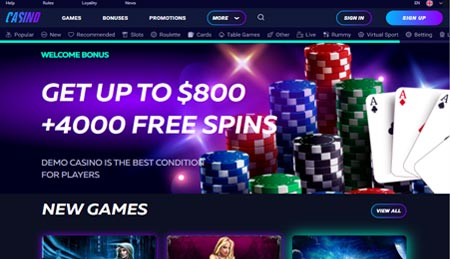 Help Rules Loyalty News EN
CASINO GAMES BONUSES PROMOTIONS MORE SIGN IN SIGN UP
Popular New Recommended Slots Roulette Cards Table Games Other Live Rummy Virtual Sport Betting
WELCOME BONUS
GET UP TO $800
+4000 FREE SPINS
DEMO CASINO IS THE BEST CONDITION
FOR PLAYERS
A A A A
NEW GAMES VIEW ALL